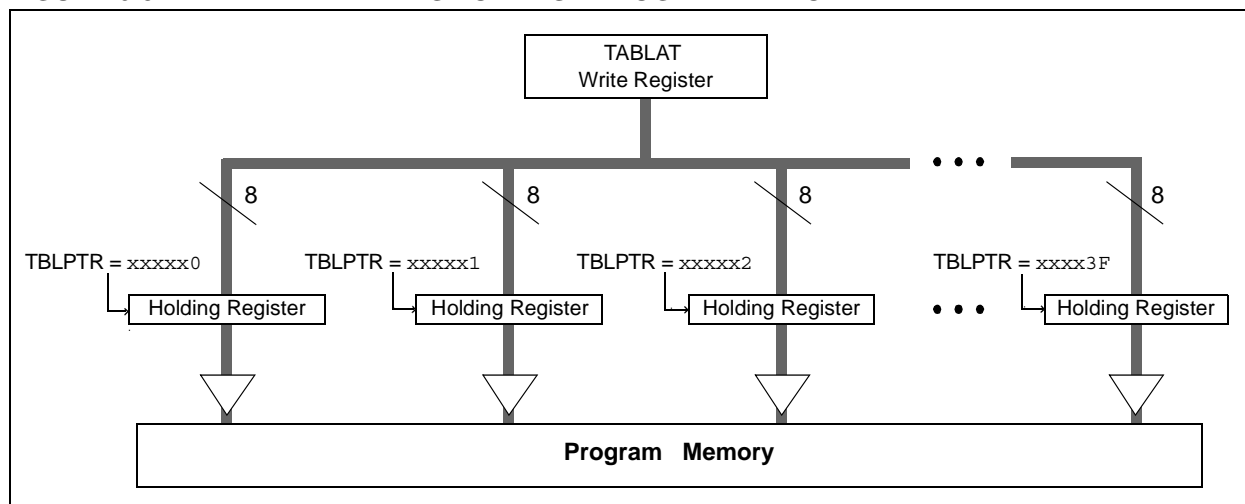 TABLAT
Write Register
8
8
8
8
TBLPTR = xxxxx0
TBLPTR = xxxxx1
TBLPTR = xxxxx2
TBLPTR = xxxx3F
Holding Register
Holding Register
Holding Register
Holding Register
Program Memory